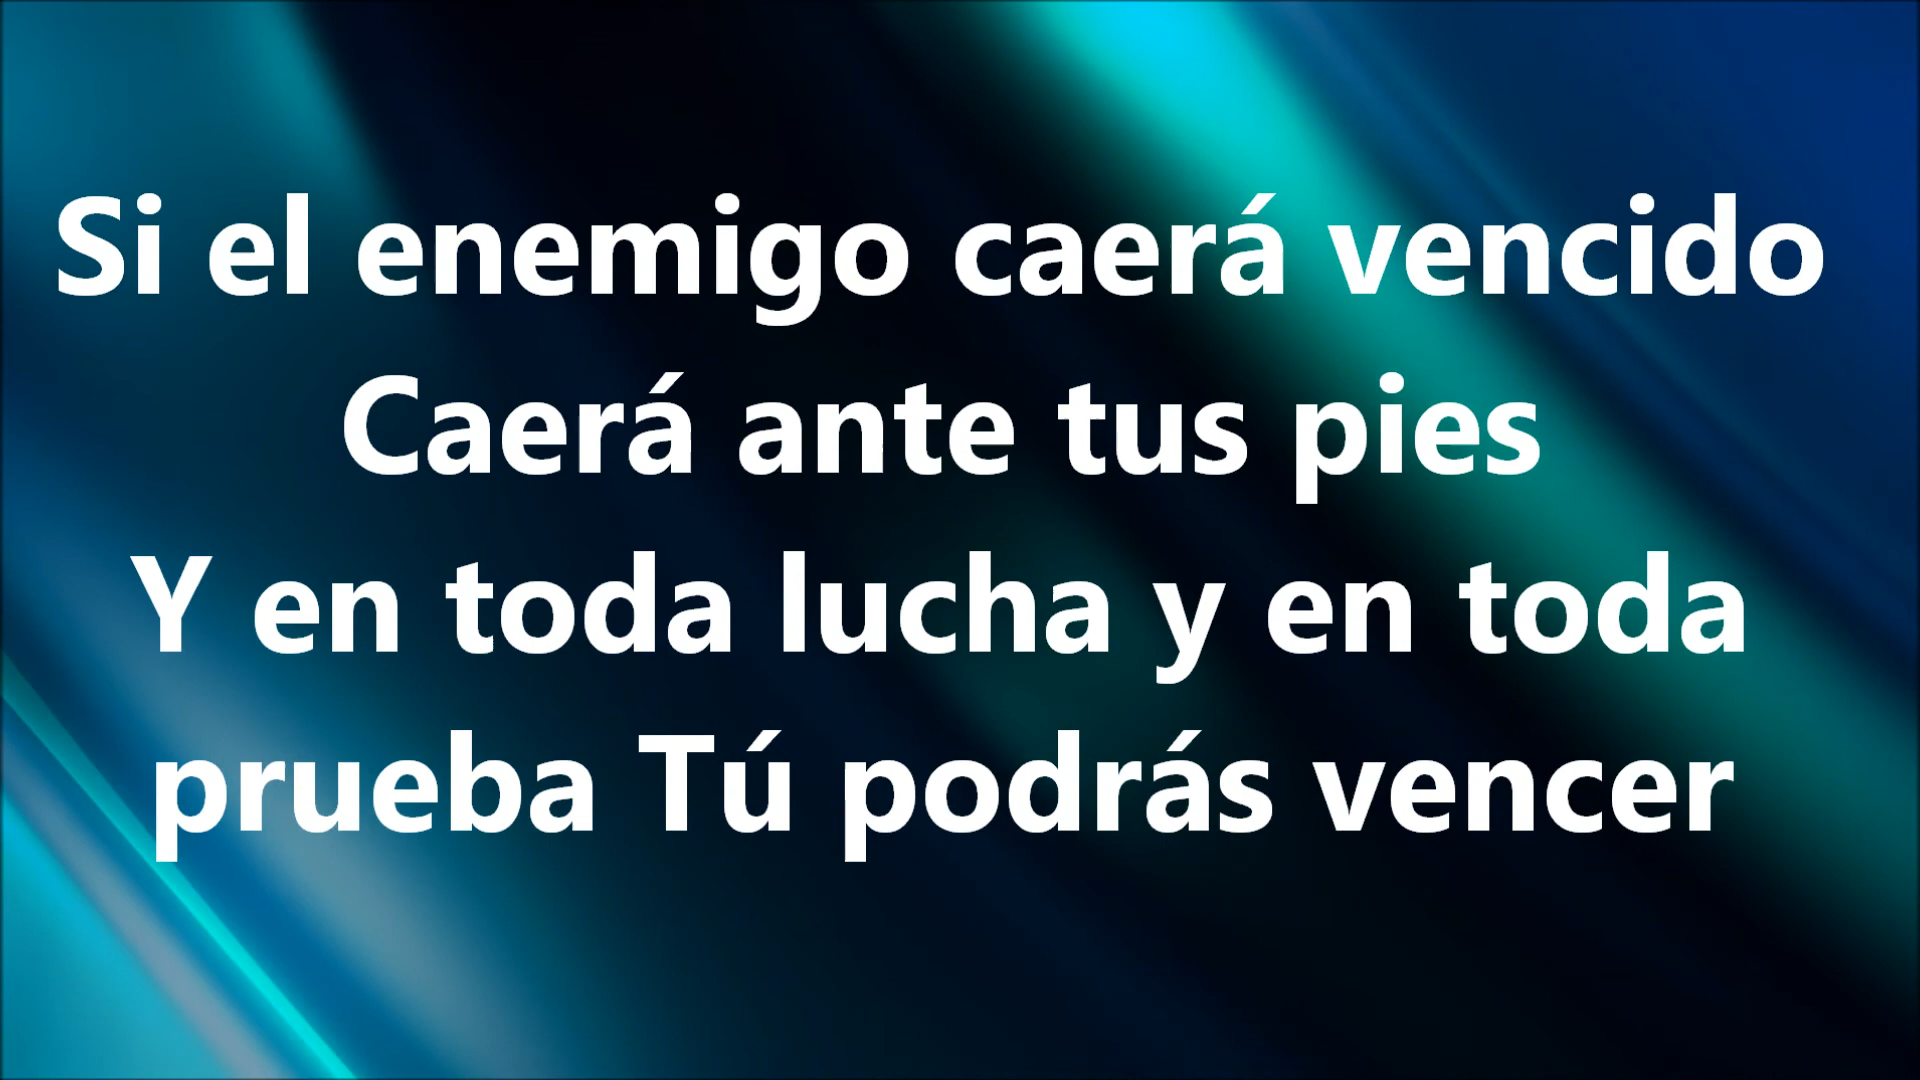 Si el enemigo caerá vencido
Caerá ante tus pies
Y en toda lucha y en toda
prueba Tú podrás vencer